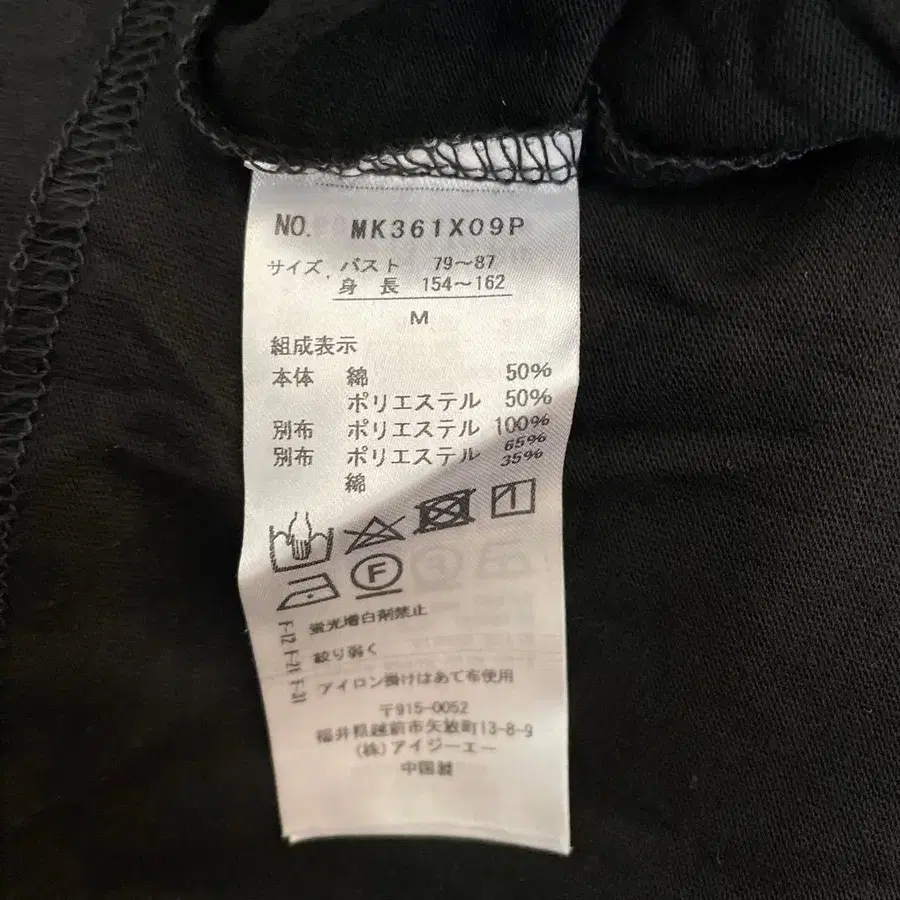 NO. MK361X09P
サイズ. バスト 79〜87
身長 154〜162
M
組成表示
本体 綿 50%
ポリエステル 50%
別布 ポリエステル 100%
別布 ポリエステル 65%
綿 35%
F
F-12 蛍光増白剤禁止
F-21 絞り弱く
F-31 アイロン掛けはあて布使用
〒915-0052
福井県越前市矢放町13-8-9
(株)アイジーエー
中国製